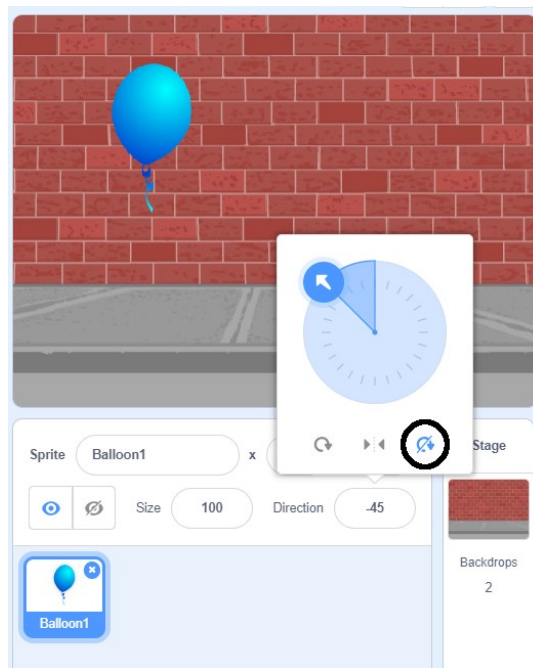 Sprite Balloon1 x
Stage
Size 100 Direction -45
Backdrops
2
Balloon1